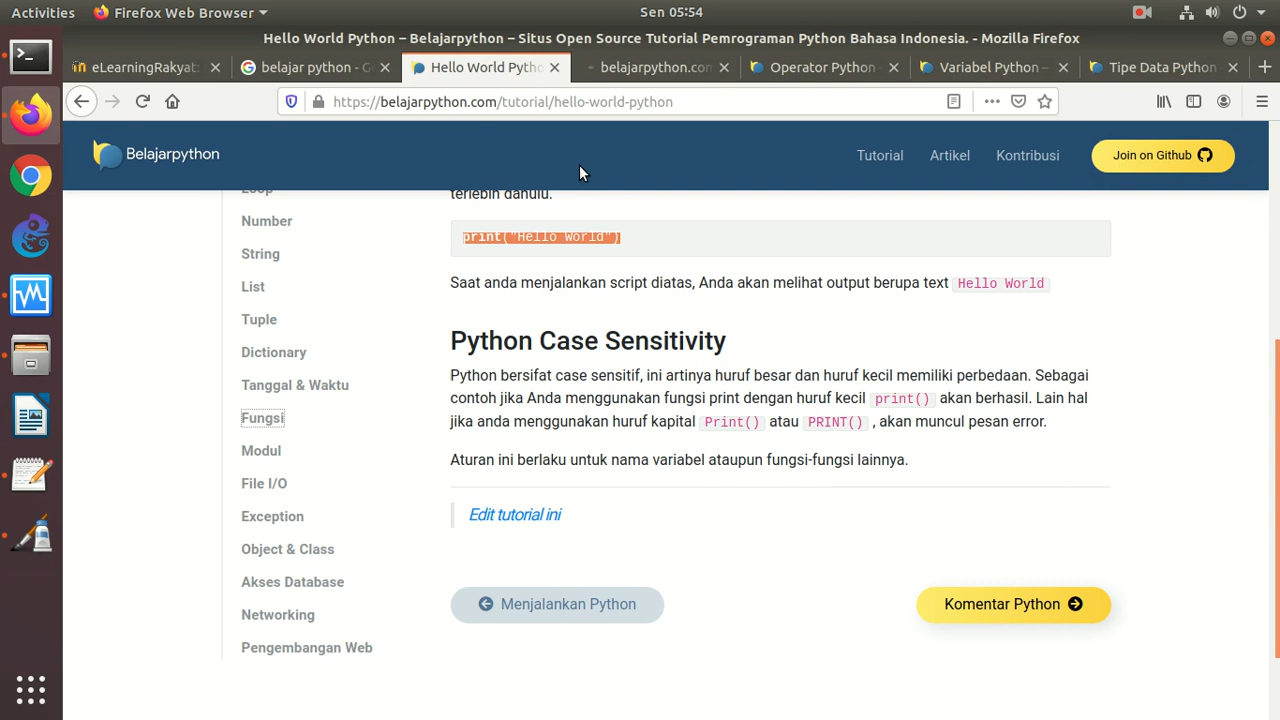 Activities
Firefox Web Browser
Sen 05:54
Hello World Python – Belajarpython – Situs Open Source Tutorial Pemrograman Python Bahasa Indonesia. - Mozilla Firefox
eLearningRakyat:
belajar python - G
Hello World Pyth
belajarpython.com
Operator Python
Variabel Python –
Tipe Data Python
https://belajarpython.com/tutorial/hello-world-python
Belajarpython
Tutorial
Artikel
Kontribusi
Join on Github
Loop
Number
String
List
Tuple
Dictionary
Tanggal & Waktu
Fungsi
Modul
File I/O
Exception
Object & Class
Akses Database
Networking
Pengembangan Web
terlebih dahulu.
print("Hello World")
Saat anda menjalankan script diatas, Anda akan melihat output berupa text Hello World
Python Case Sensitivity
Python bersifat case sensitif, ini artinya huruf besar dan huruf kecil memiliki perbedaan. Sebagai
contoh jika Anda menggunakan fungsi print dengan huruf kecil print() akan berhasil. Lain hal
jika anda menggunakan huruf kapital Print() atau PRINT() , akan muncul pesan error.
Aturan ini berlaku untuk nama variabel ataupun fungsi-fungsi lainnya.
Edit tutorial ini
Menjalankan Python
Komentar Python